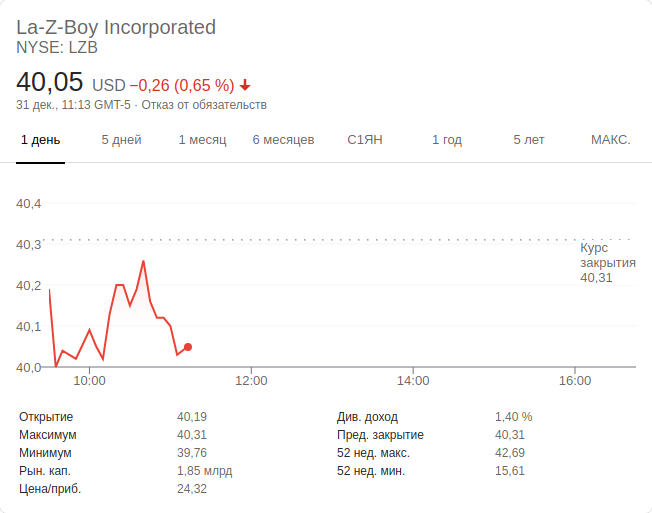 La-Z-Boy Incorporated
NYSE: LZB
40,05 USD −0,26 (0,65 %)
31 дек., 11:13 GMT-5 · Отказ от обязательств
1 день 5 дней 1 месяц 6 месяцев С1ЯН 1 год 5 лет МАКС.
40,4
40,3
Курс
закрытия
40,31
40,2
40,1
40,0
10:00 12:00 14:00 16:00
Открытие 40,19 Див. доход 1,40 %
Максимум 40,31 Пред. закрытие 40,31
Минимум 39,76 52 нед. макс. 42,69
Рын. кап. 1,85 млрд 52 нед. мин. 15,61
Цена/приб. 24,32